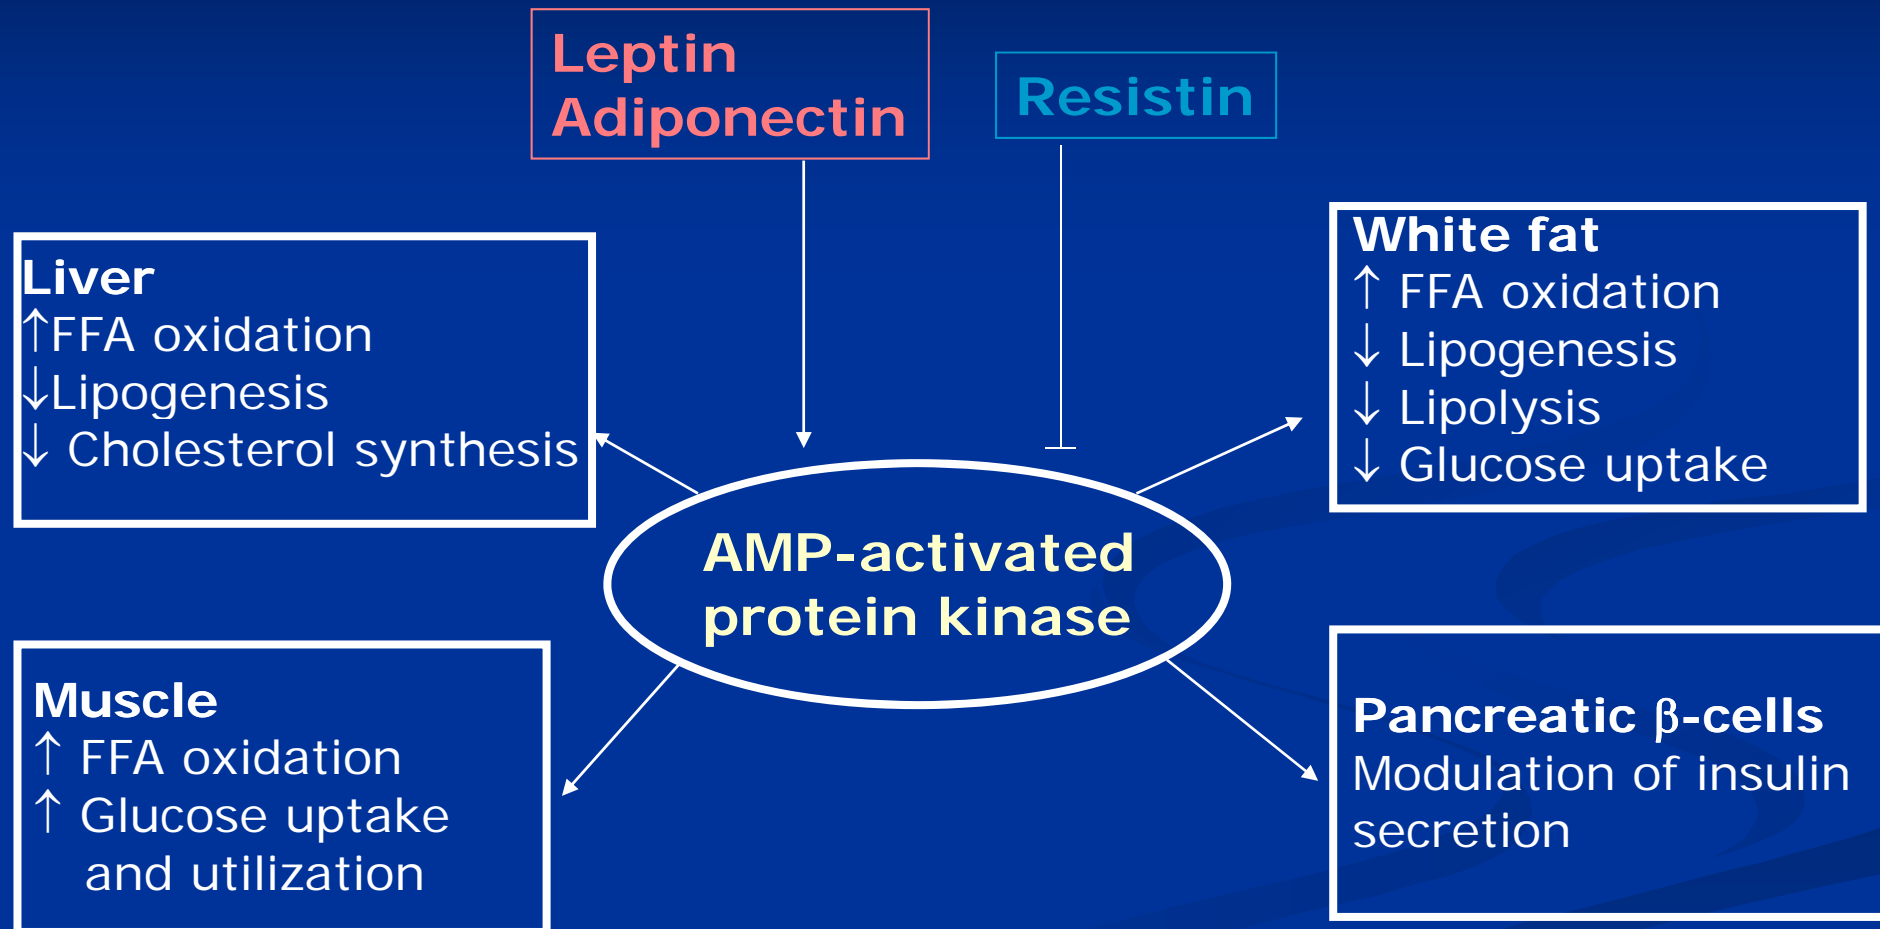 Leptin
Adiponectin
Resistin
Liver
↑FFA oxidation
↓Lipogenesis
↓ Cholesterol synthesis
White fat
↑ FFA oxidation
↓ Lipogenesis
↓ Lipolysis
↓ Glucose uptake
AMP-activated
protein kinase
Muscle
↑ FFA oxidation
↑ Glucose uptake
and utilization
Pancreatic β-cells
Modulation of insulin
secretion